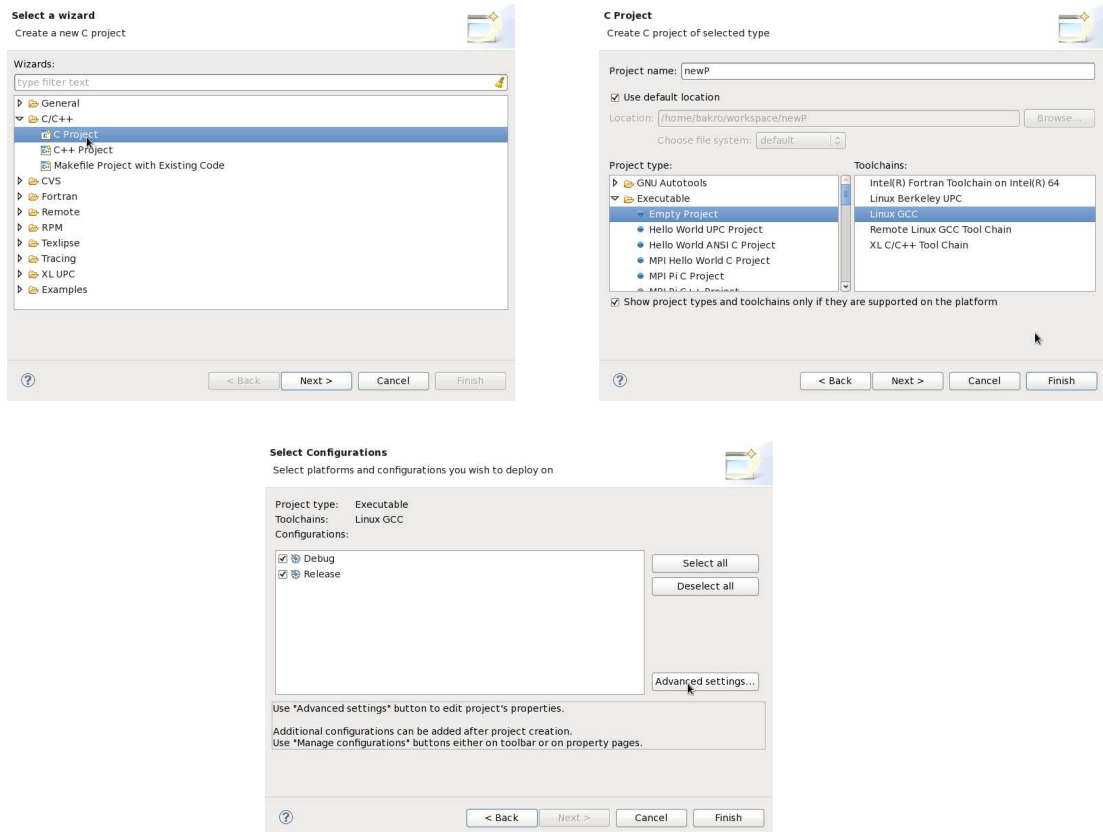 Select a wizard
Create a new C project
Wizards:
type filter text
General
C/C++
C Project
C++ Project
Makefile Project with Existing Code
CVS
Fortran
Remote
RPM
Texlipse
Tracing
XL UPC
Examples
< Back
Next >
Cancel
Finish
C Project
Create C project of selected type
Project name: newP
Use default location
Location: /home/bakro/workspace/newP Browse...
Choose file system: default
Project type:
GNU Autotools
Executable
Empty Project
Hello World UPC Project
Hello World ANSI C Project
MPI Hello World C Project
MPI Pi C Project
MPI Pi C++ Project
Toolchains:
Intel(R) Fortran Toolchain on Intel(R) 64
Linux Berkeley UPC
Linux GCC
Remote Linux GCC Tool Chain
XL C/C++ Tool Chain
Show project types and toolchains only if they are supported on the platform
< Back
Next >
Cancel
Finish
Select Configurations
Select platforms and configurations you wish to deploy on
Project type: Executable
Toolchains: Linux GCC
Configurations:
Debug
Release
Select all
Deselect all
Advanced settings...
Use "Advanced settings" button to edit project's properties.
Additional configurations can be added after project creation.
Use "Manage configurations" buttons either on toolbar or on property pages.
< Back
Next >
Cancel
Finish